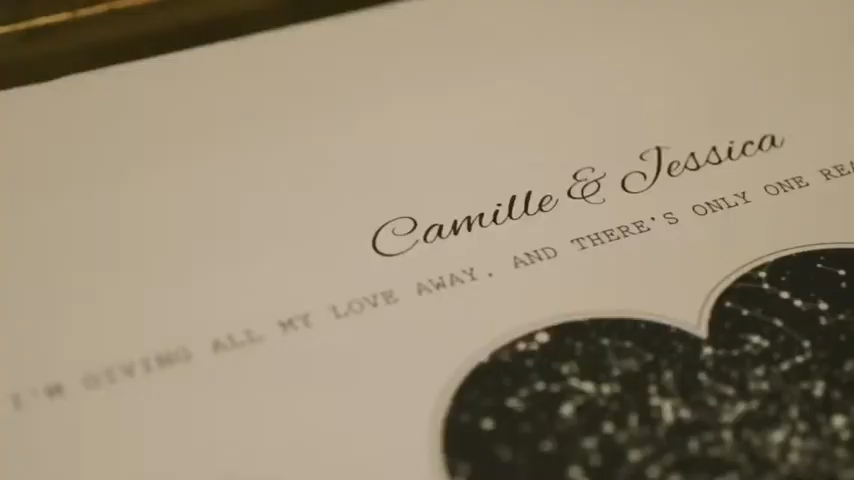 Camille & Jessica
I'M GIVING ALL MY LOVE AWAY, AND THERE'S ONLY ONE